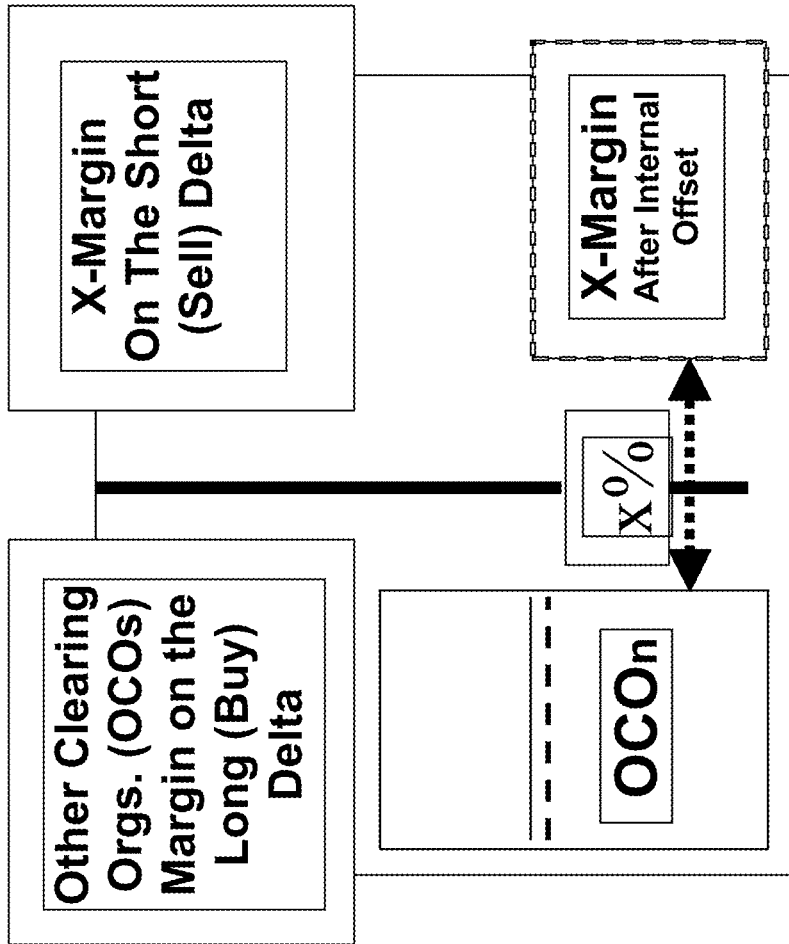 Other Clearing
Orgs. (OCOs)
Margin on the
Long (Buy)
Delta
X-Margin
On The Short
(Sell) Delta
x%
OCOn
X-Margin
After Internal
Offset